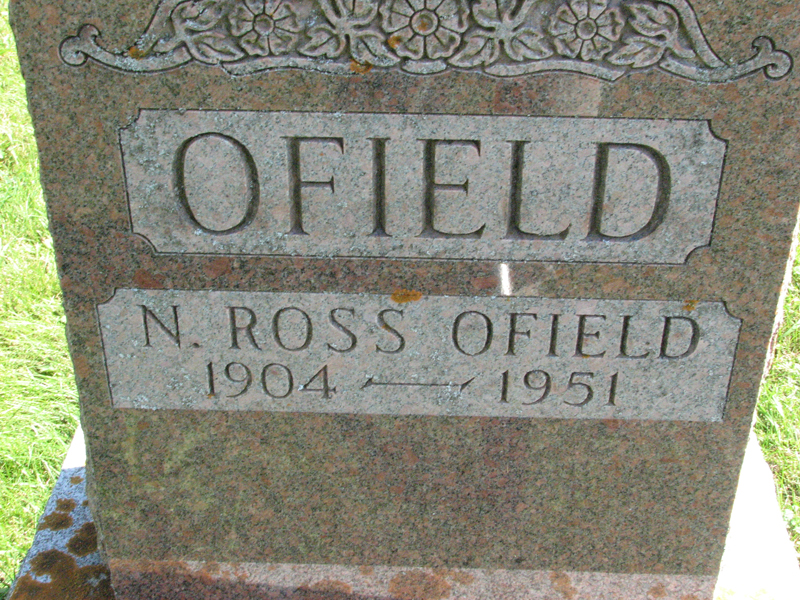 OFIELD
N. ROSS OFIELD
1904 — 1951